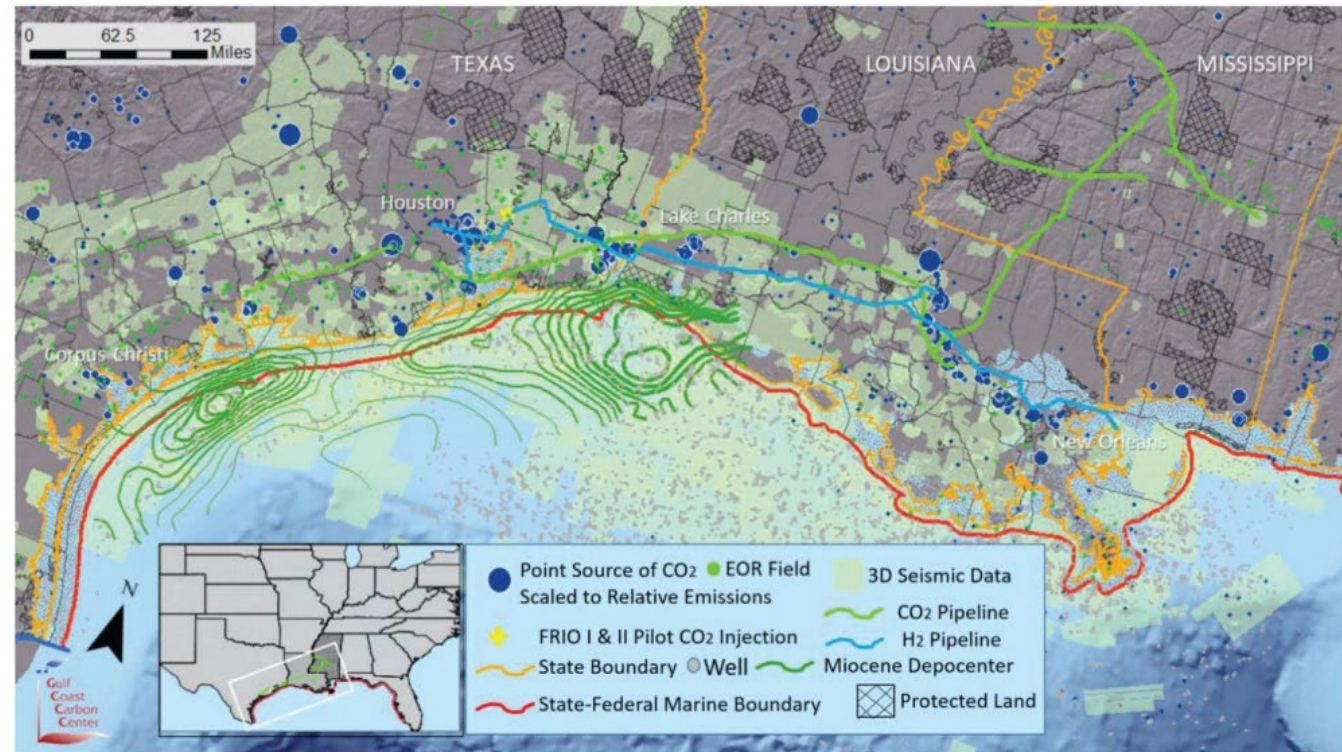 0 62.5 125
Miles
TEXAS
LOUISIANA
MISSISSIPPI
Houston
Lake Charles
Corpus Christi
New Orleans
N
Gulf
Coast
Carbon
Center
Point Source of CO₂
Scaled to Relative Emissions
EOR Field
3D Seismic Data
CO₂ Pipeline
FRIO I & II Pilot CO₂ Injection
H₂ Pipeline
State Boundary
Well
Miocene Depocenter
State-Federal Marine Boundary
Protected Land